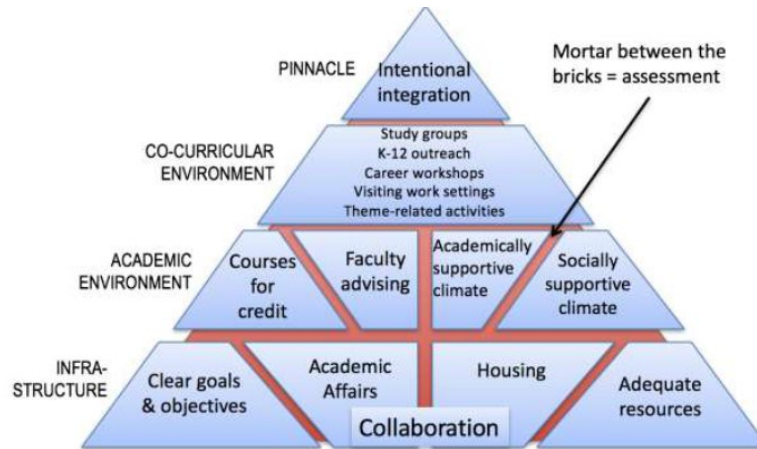 PINNACLE
Intentional
integration
Mortar between the
bricks = assessment
CO-CURRICULAR
ENVIRONMENT
Study groups
K-12 outreach
Career workshops
Visiting work settings
Theme-related activities
ACADEMIC
ENVIRONMENT
Courses
for
credit
Faculty
advising
Academically
supportive
climate
Socially
supportive
climate
INFRA-
STRUCTURE
Clear goals
& objectives
Academic
Affairs
Housing
Adequate
resources
Collaboration